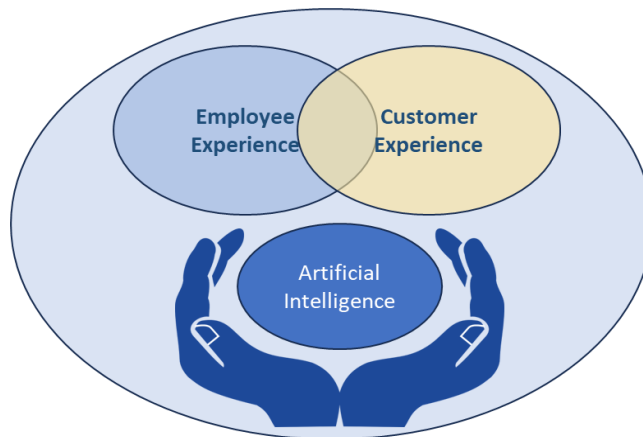 Employee
Experience
Customer
Experience
Artificial
Intelligence